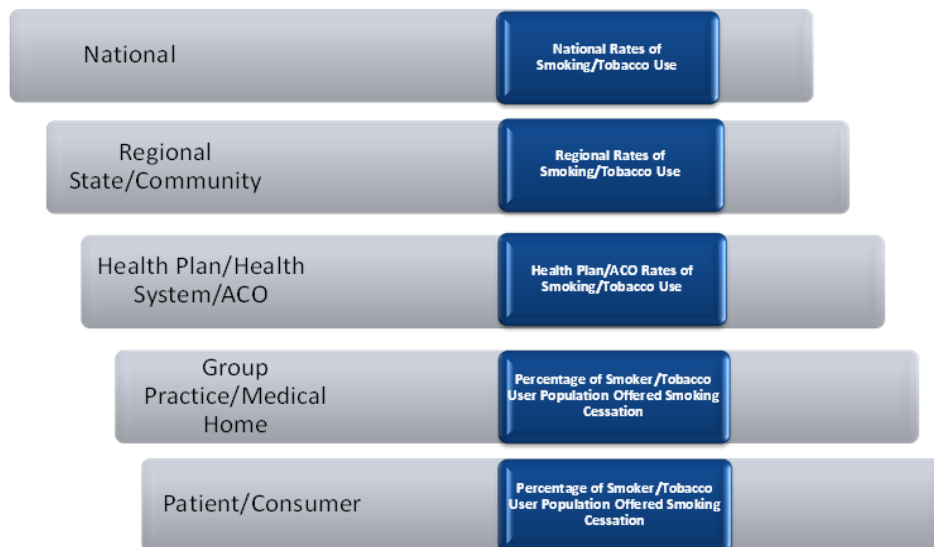 National
National Rates of
Smoking/Tobacco Use
Regional
State/Community
Regional Rates of
Smoking/Tobacco Use
Health Plan/Health
System/ACO
Health Plan/ACO Rates of
Smoking/Tobacco Use
Group
Practice/Medical
Home
Percentage of Smoker/Tobacco
User Population Offered Smoking
Cessation
Patient/Consumer
Percentage of Smoker/Tobacco
User Population Offered Smoking
Cessation